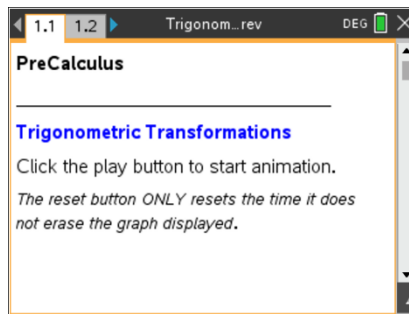 1.1 1.2 Trigonom…rev DEG
PreCalculus
Trigonometric Transformations
Click the play button to start animation.
The reset button ONLY resets the time it does
not erase the graph displayed.